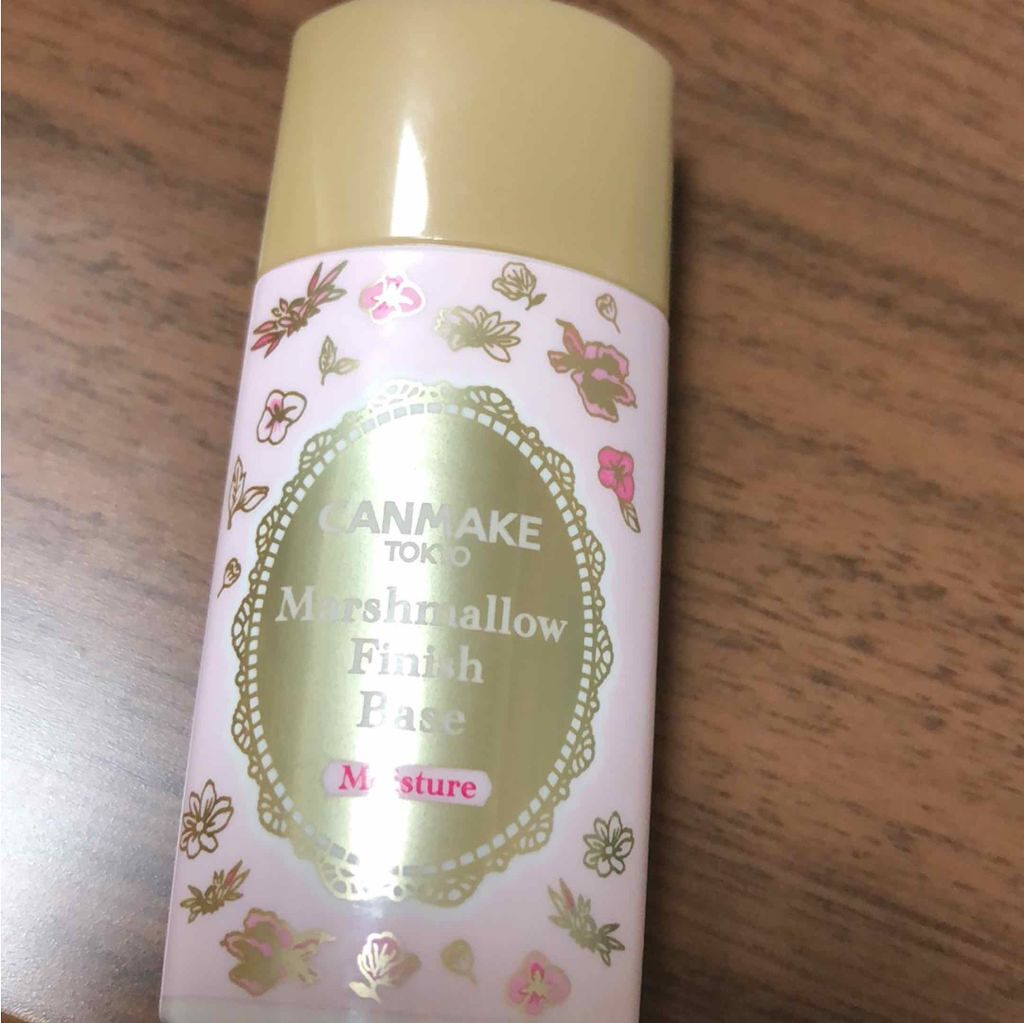 CANMAKE
TOKYO
Marshmallow
Finish
Base
Moisture